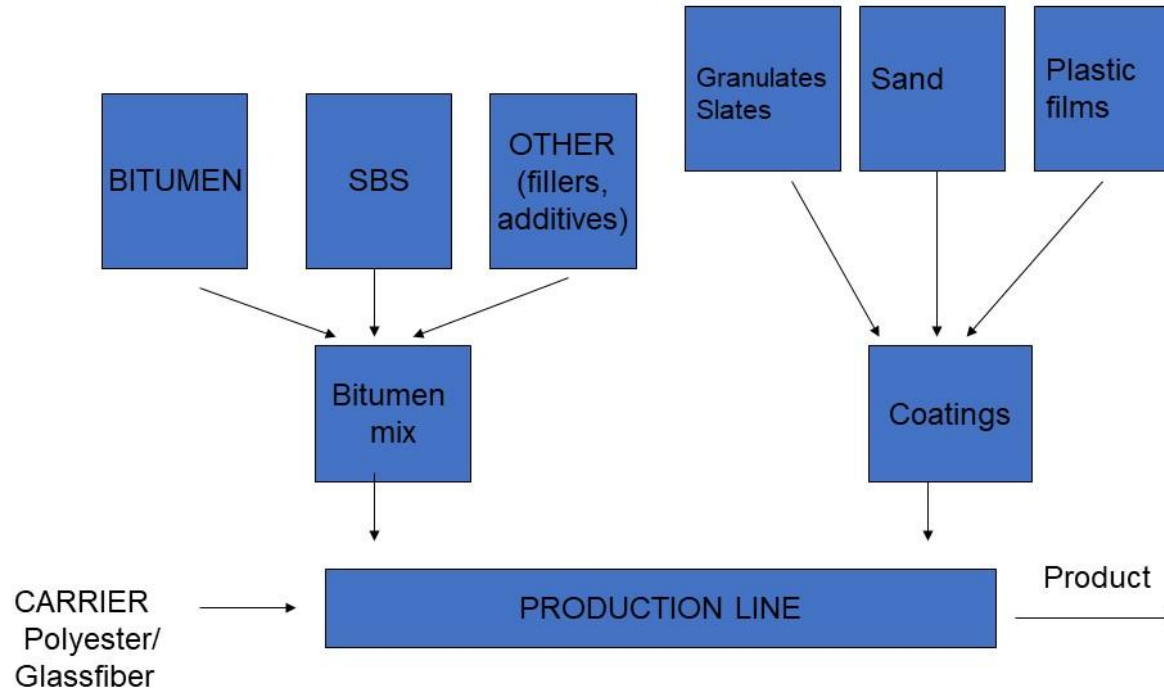 Granulates
Slates
Sand
Plastic
films
BITUMEN
SBS
OTHER
(fillers,
additives)
Bitumen
mix
Coatings
CARRIER
Polyester/
Glassfiber
PRODUCTION LINE
Product